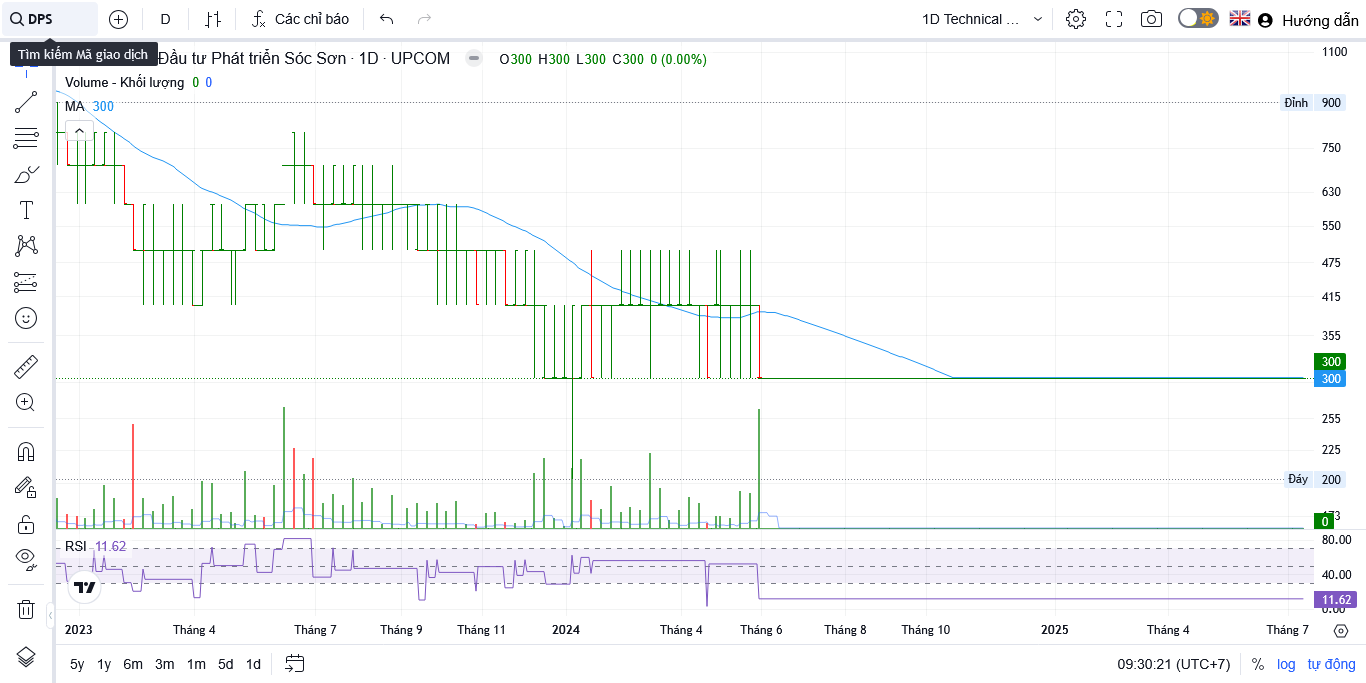 DPS D Các chỉ báo 1D Technical ... Hướng dẫn
Tìm kiếm Mã giao dịch
Đầu tư Phát triển Sóc Sơn · 1D · UPCOM O300 H300 L300 C300 0 (0.00%)
Volume - Khối lượng 0 0
MA 300
1100
Đỉnh 900
750
630
550
475
415
355
300
300
255
225
Đáy 200
0
RSI 11.62
80.00
40.00
11.62
0.00
2023 Tháng 4 Tháng 7 Tháng 9 Tháng 11 2024 Tháng 4 Tháng 6 Tháng 8 Tháng 10 2025 Tháng 4 Tháng 7
5y 1y 6m 3m 1m 5d 1d 09:30:21 (UTC+7) % log tự động